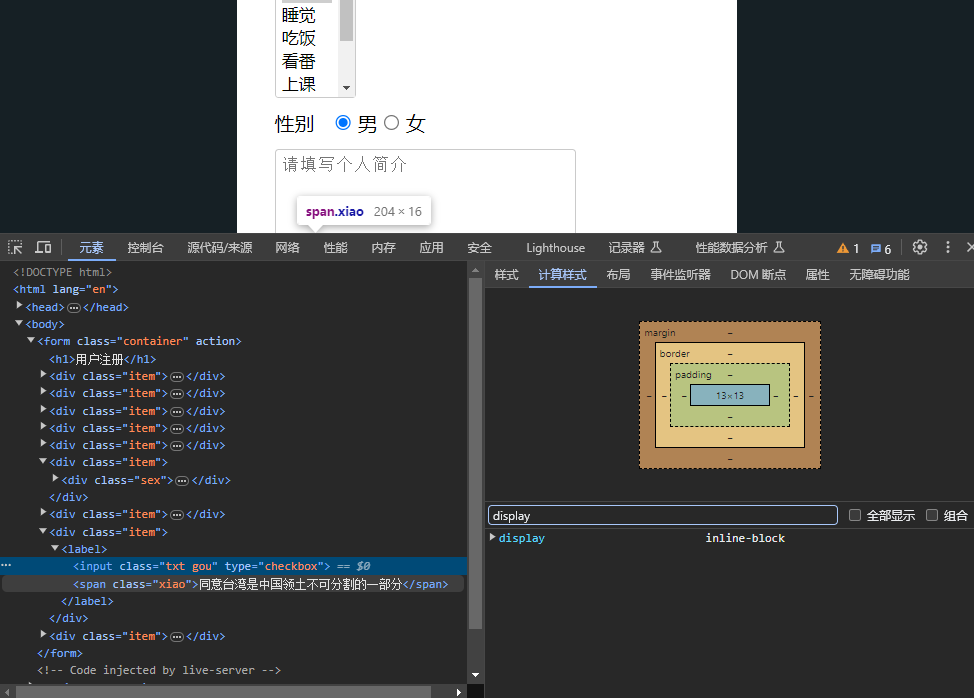 睡觉
吃饭
看番
上课
性别 男 女
请填写个人简介
span.xiao 204 × 16
元素 控制台 源代码/来源 网络 性能 内存 应用 安全 Lighthouse 记录器 性能数据分析 1 6
样式 计算样式 布局 事件监听器 DOM 断点 属性 无障碍功能
<!DOCTYPE html>
<html lang="en">
<head> </head>
<body>
<form class="container" action>
<h1>用户注册</h1>
<div class="item"> </div>
<div class="item"> </div>
<div class="item"> </div>
<div class="item"> </div>
<div class="item"> </div>
<div class="item">
<div class="sex"> </div>
</div>
<div class="item"> </div>
<div class="item">
<label>
<input class="txt gou" type="checkbox"> == $0
<span class="xiao">同意台湾是中国领土不可分割的一部分</span>
</label>
</div>
<div class="item"> </div>
</form>
<!-- Code injected by live-server -->
margin –
border –
padding –
– – – 13×13 – – –
–
–
–
display 全部显示 组合
display inline-block